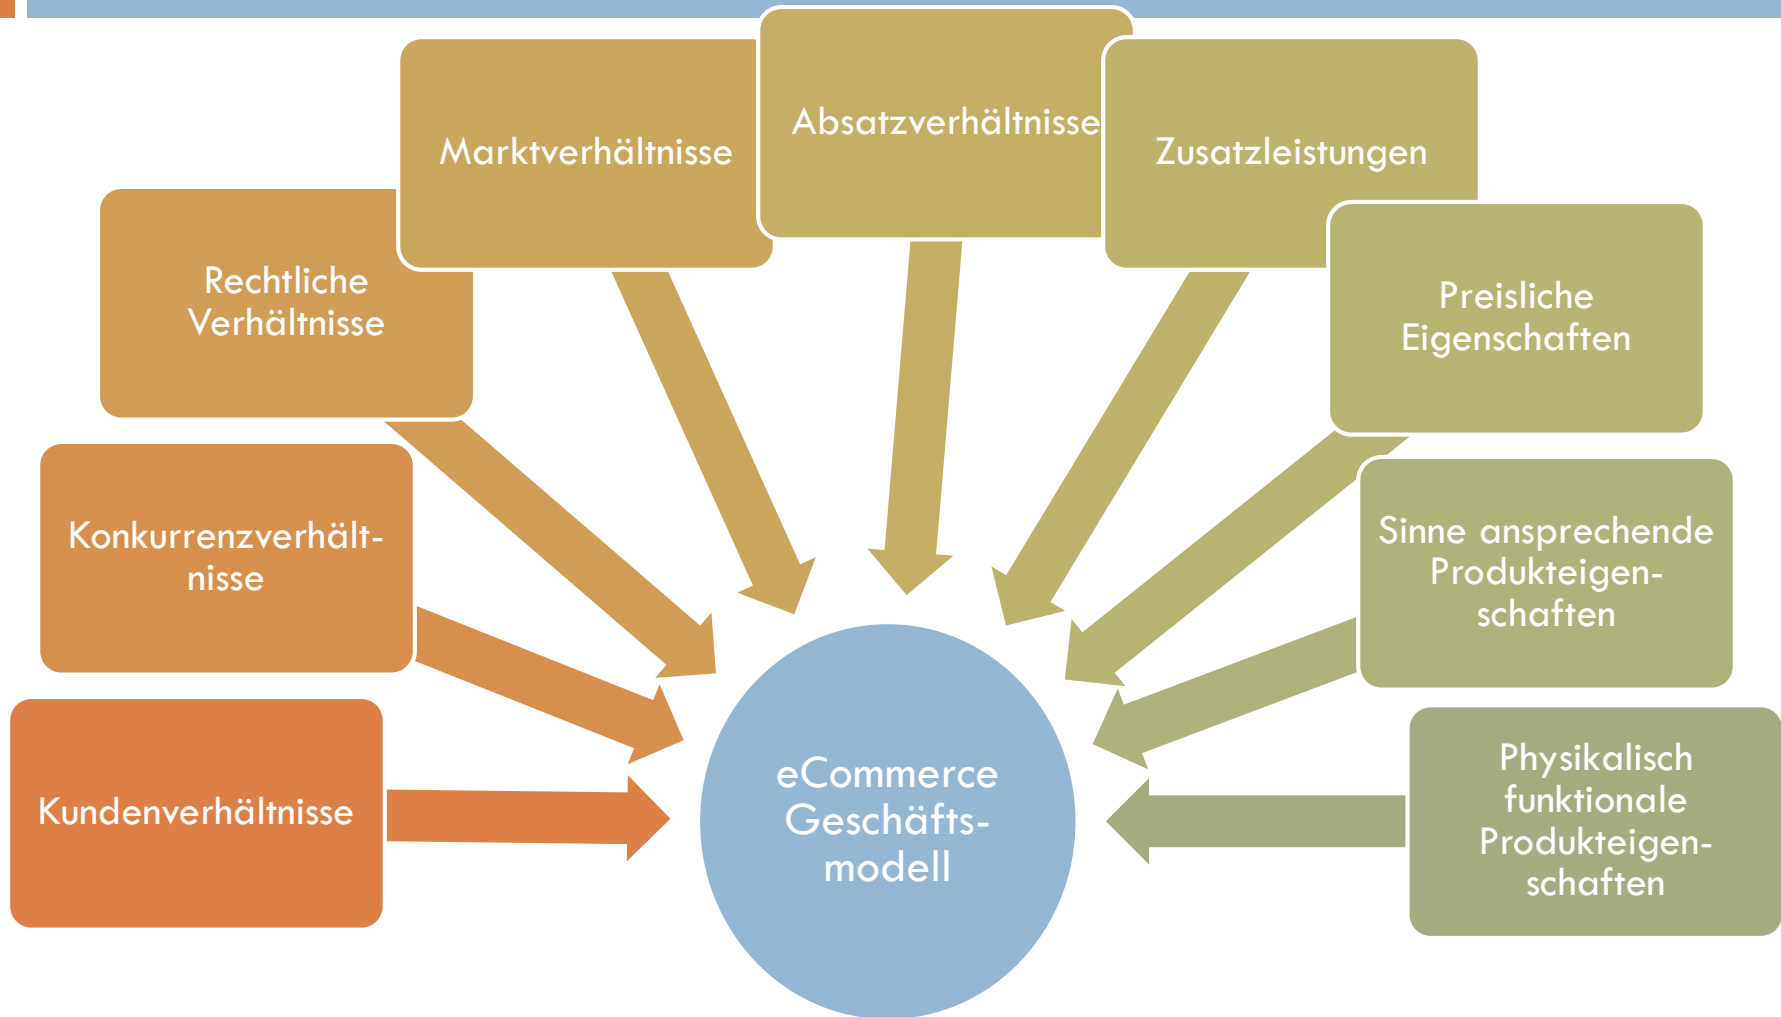 Absatzverhältnisse
Marktverhältnisse
Zusatzleistungen
Rechtliche
Verhältnisse
Preisliche
Eigenschaften
Konkurrenzverhält-
nisse
Sinne ansprechende
Produkteigen-
schaften
Kundenverhältnisse
eCommerce
Geschäfts-
modell
Physikalisch
funktionale
Produkteigen-
schaften